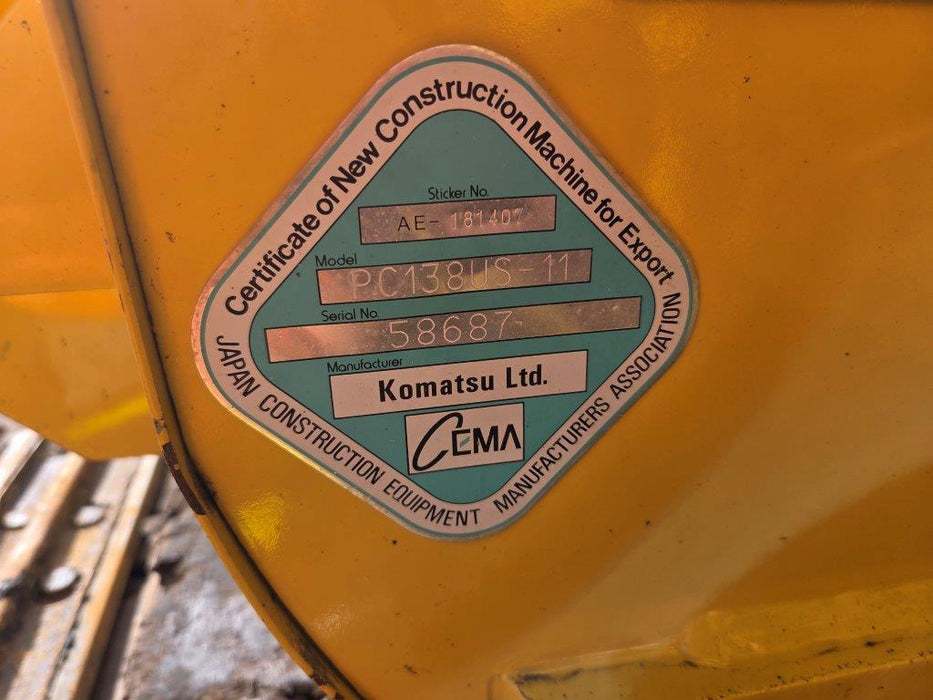 Certificate of New Construction Machine for Export
Sticker No.
AE- 181407
Model
PC138US-11
Serial No.
58687
Manufacturer
Komatsu Ltd.
CEMA
JAPAN CONSTRUCTION EQUIPMENT MANUFACTURERS ASSOCIATION